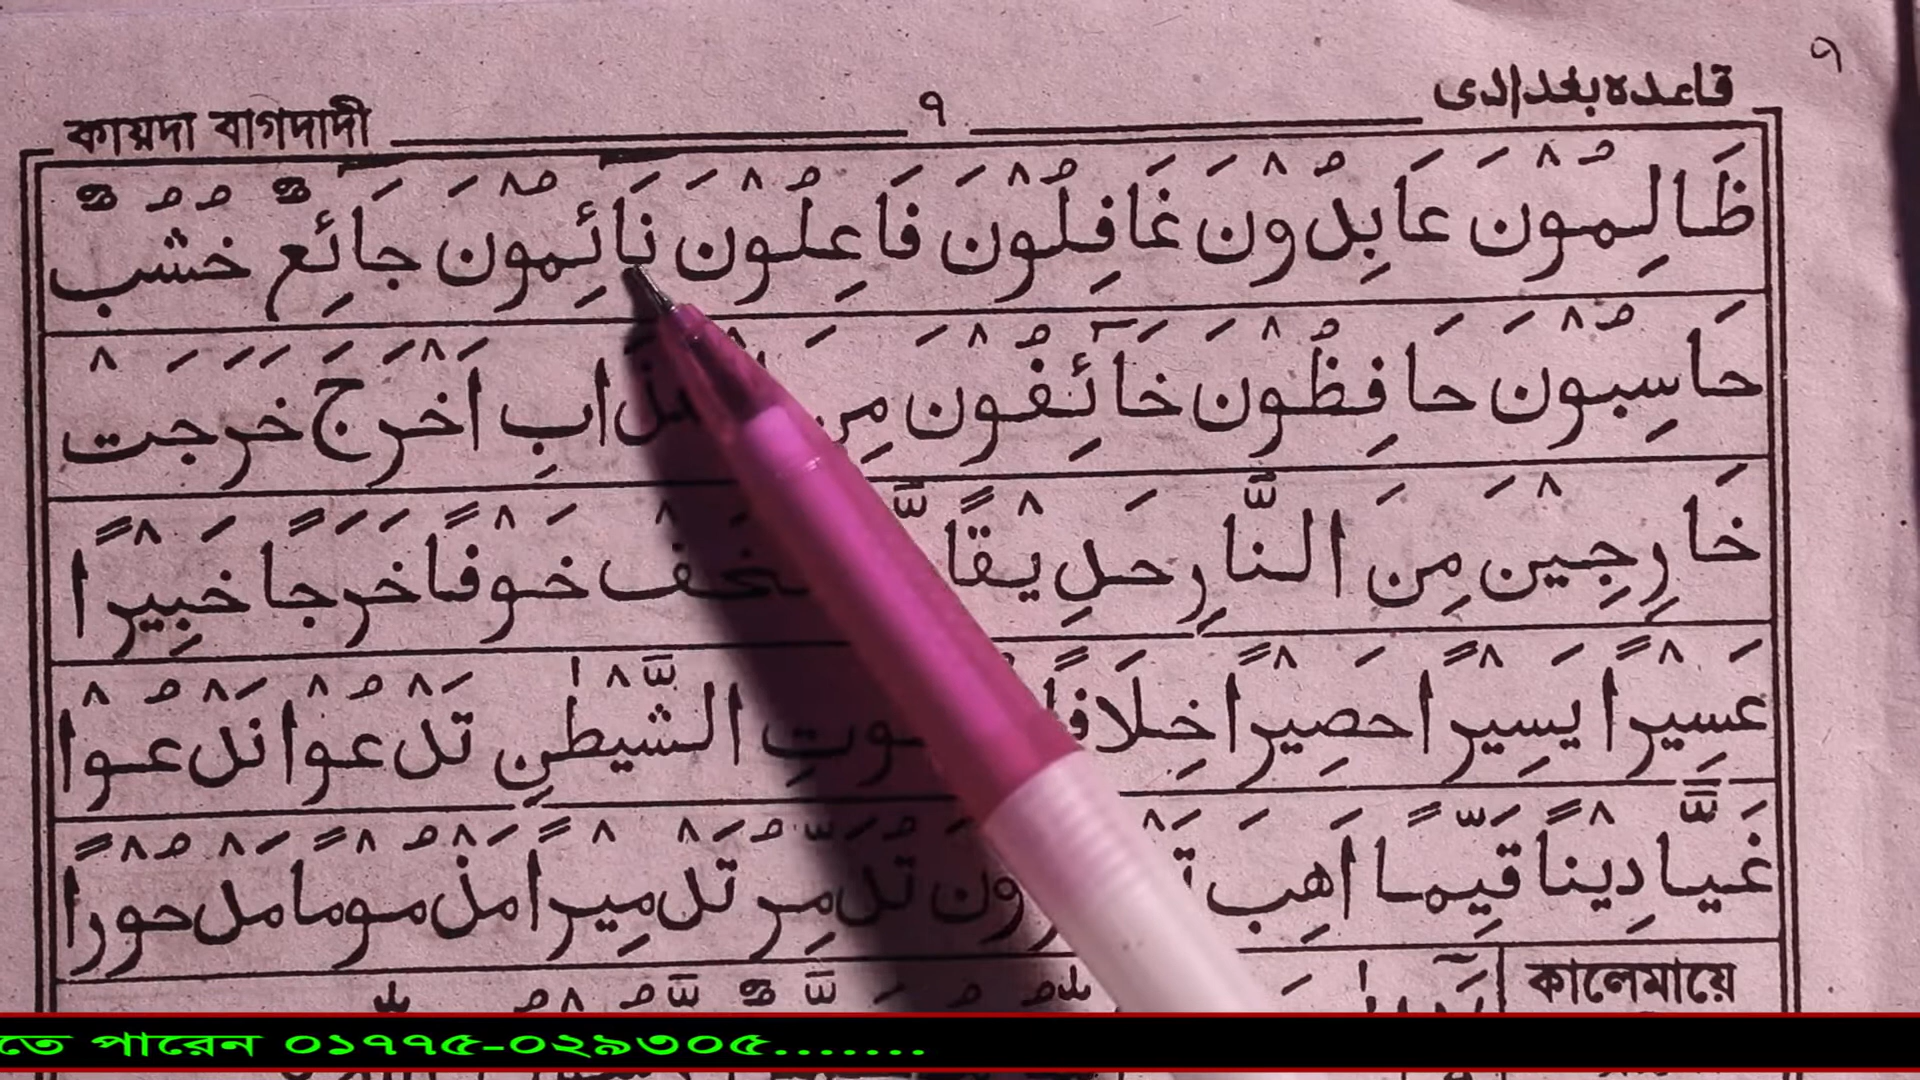 ৭
কায়দা বাগদাদী ৭ قاعده بغدادی
ظَالِمُوْنَ عَابِدُوْنَ غَافِلُوْنَ فَاعِلُوْنَ نَائِمُوْنَ جَائِعٌ خُشُبٌ
حَاسِبُوْنَ حَافِظُوْنَ خَآئِفُوْنَ مِنَ اَخْرَجَ خَرَجَتْ
خَارِجِيْنَ مِنَ النَّارِ حَلِ يْقًا خَوْفًا خَرَجًا خَبِيْرًا
عَسِيْرًا يَسِيْرًا حَصِيْرًا خِلَافًا الشَّيْطٰنِ تَدْعُوْا نَدْعُوْا
غَيًّا دِيْنًا قَيِّمًا اَهِبَ تَدْمِيْرًا مَذْمُوْمًا مَدْحُوْرًا
কালেমায়ে
তে পারেন ০১৭৭৫-০২৯৩০৫.......